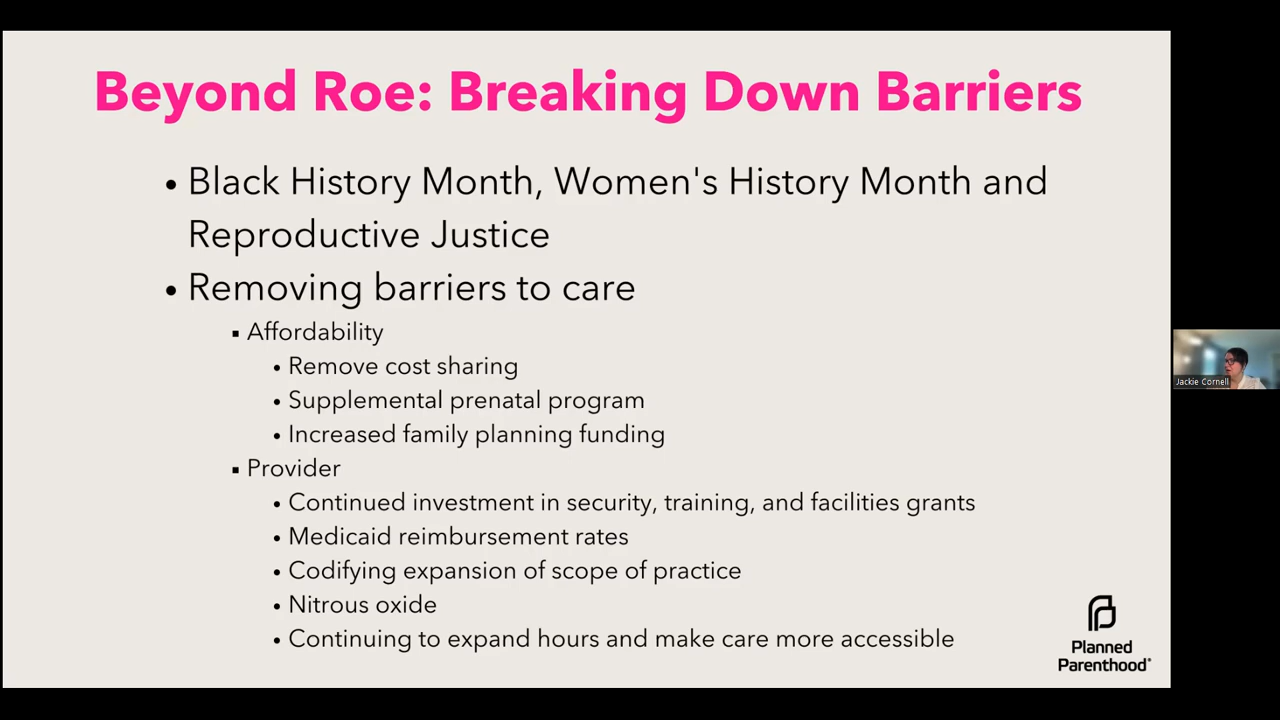 Beyond Roe: Breaking Down Barriers
• Black History Month, Women's History Month and
Reproductive Justice
• Removing barriers to care
▪ Affordability
• Remove cost sharing
• Supplemental prenatal program
• Increased family planning funding
▪ Provider
• Continued investment in security, training, and facilities grants
• Medicaid reimbursement rates
• Codifying expansion of scope of practice
• Nitrous oxide
• Continuing to expand hours and make care more accessible
Planned
Parenthood®
Jackie Cornell